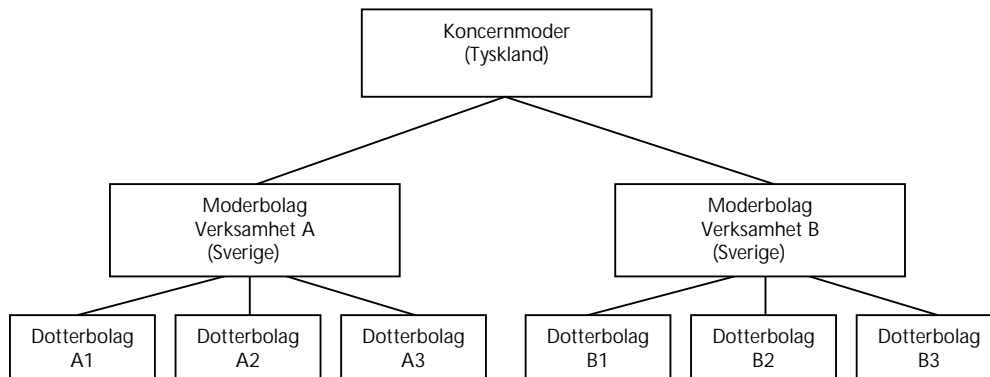 Koncernmoder
(Tyskland)
Moderbolag
Verksamhet A
(Sverige)
Moderbolag
Verksamhet B
(Sverige)
Dotterbolag
A1
Dotterbolag
A2
Dotterbolag
A3
Dotterbolag
B1
Dotterbolag
B2
Dotterbolag
B3